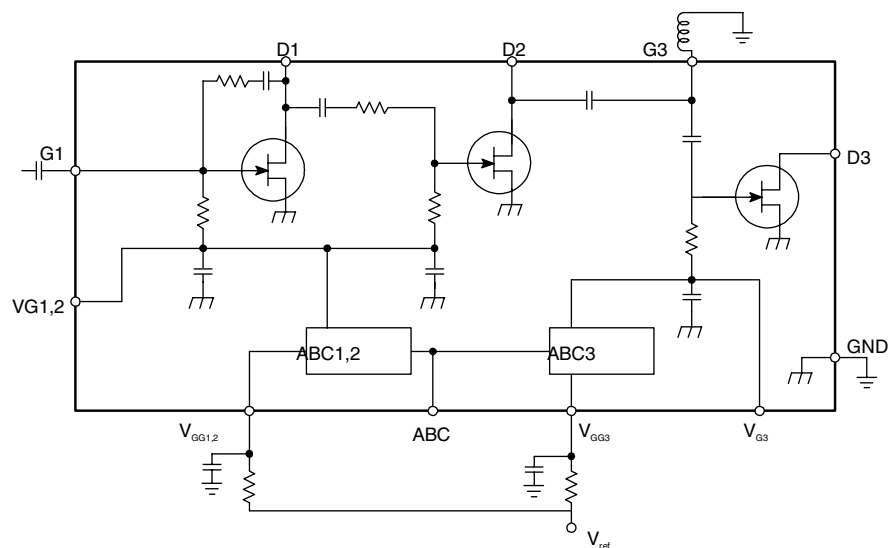 D1
D2
G3
G1
D3
VG1,2
ABC1,2
ABC3
GND
VGG1,2
ABC
VGG3
VG3
Vref